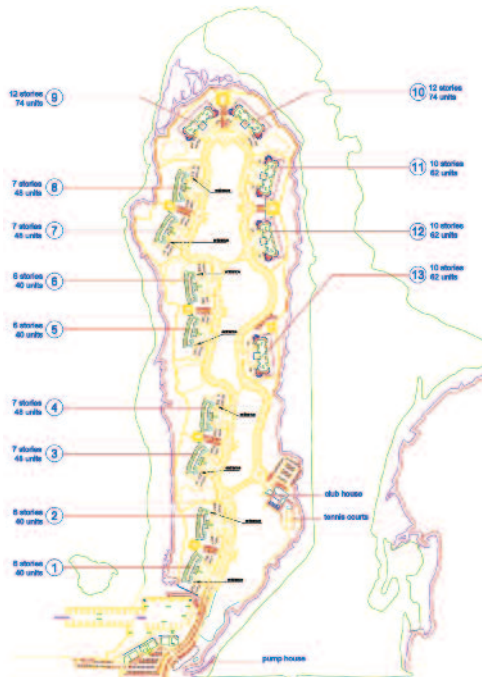 12 stories
74 units
9
10
12 stories
74 units
11
10 stories
62 units
7 stories
48 units
8
7 stories
48 units
7
12
10 stories
62 units
6 stories
40 units
6
13
10 stories
62 units
6 stories
40 units
5
7 stories
48 units
4
7 stories
48 units
3
club house
6 stories
40 units
2
tennis courts
6 stories
40 units
1
pump house